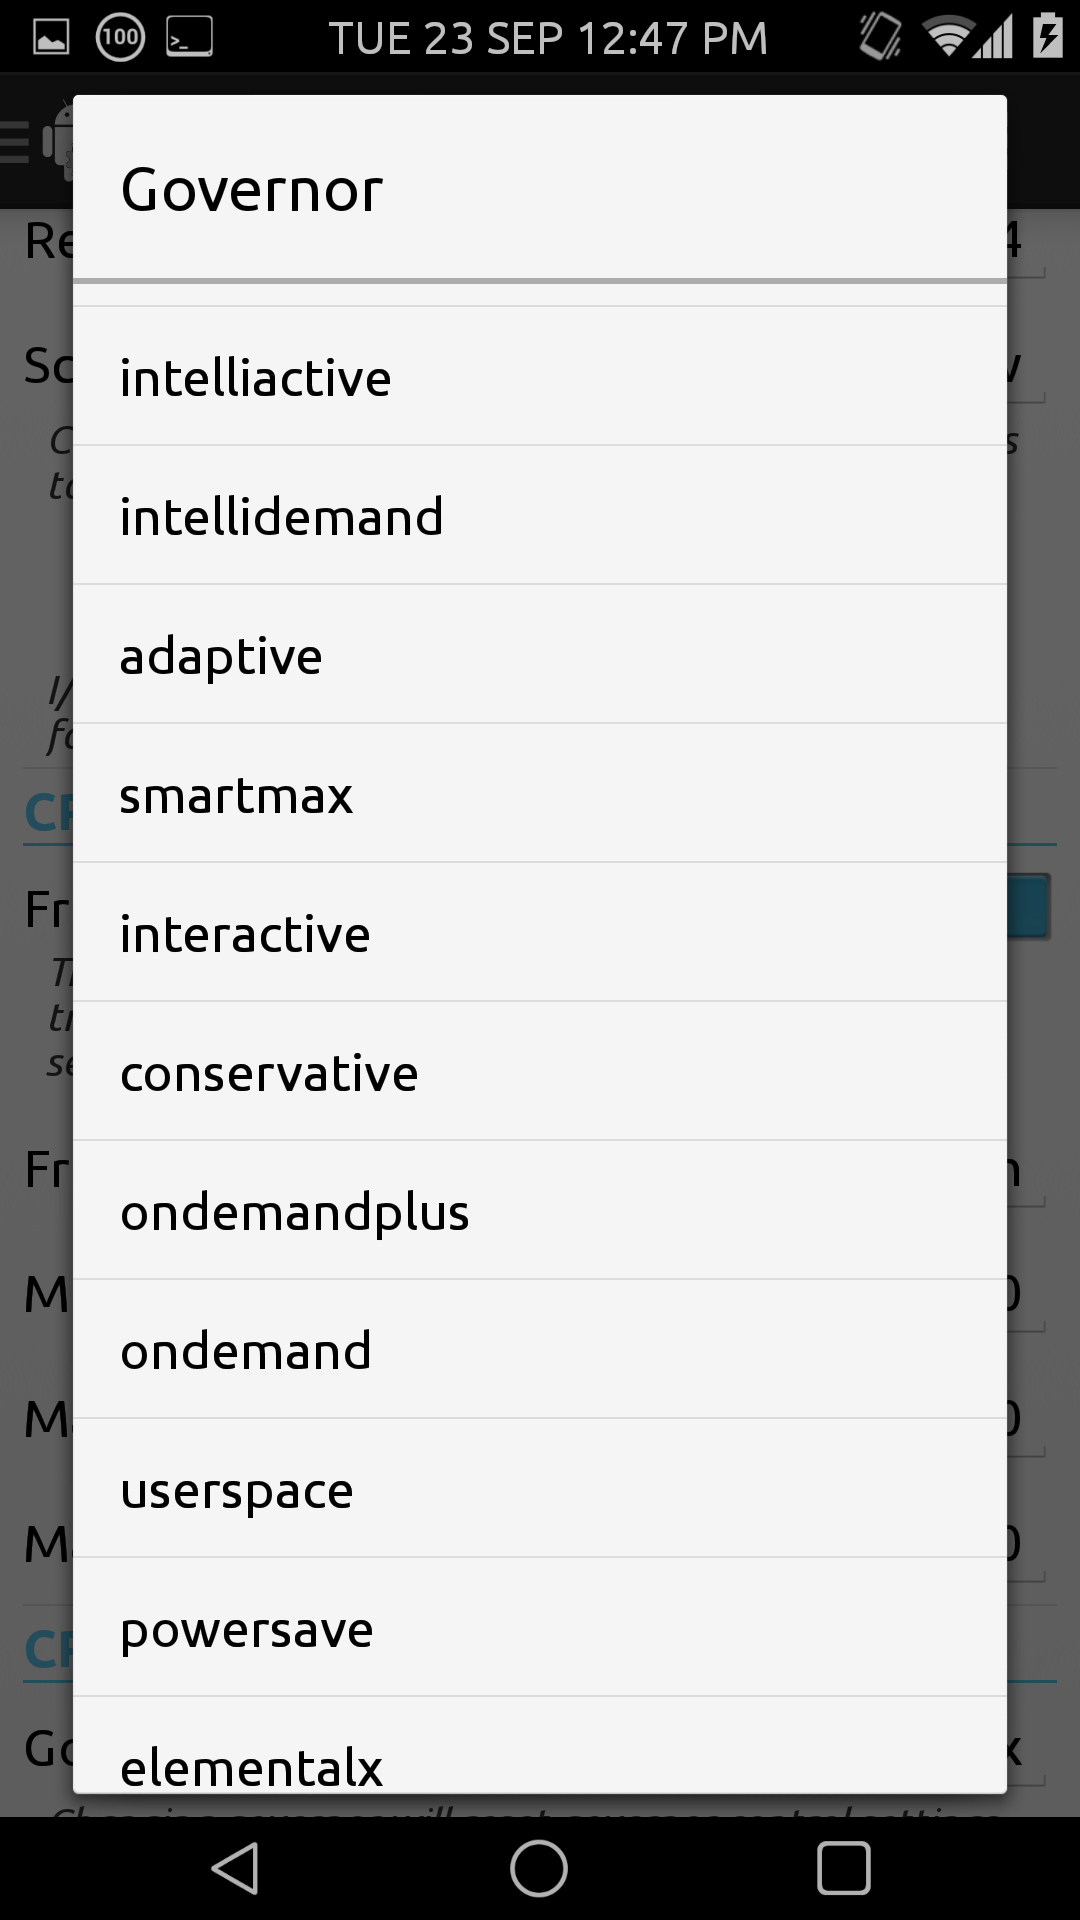 100
TUE 23 SEP 12:47 PM
Governor
intelliactive
intellidemand
adaptive
smartmax
interactive
conservative
ondemandplus
ondemand
userspace
powersave
elementalx